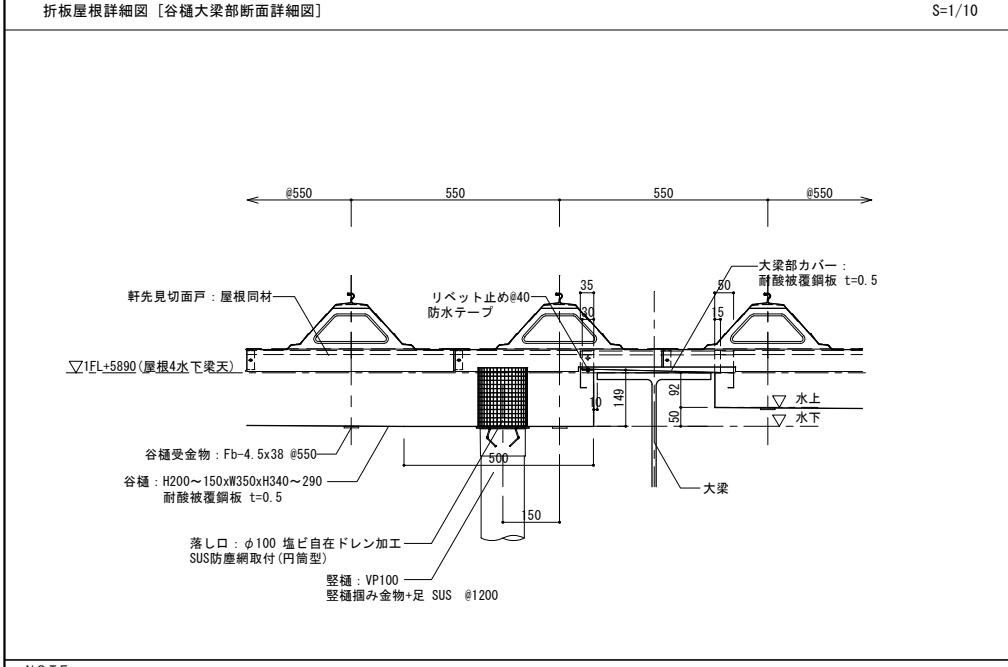 折板屋根詳細図 [谷樋大梁部断面詳細図]
S=1/10
@550
550
550
@550
大梁部カバー：
耐酸被覆鋼板 t=0.5
35
50
軒先見切面戸：屋根同材
リベット止め@40
防水テープ
30
15
▽1FL+5890(屋根4水下梁天)
10
149
92
50
▽ 水上
▽ 水下
谷樋受金物：Fb-4.5x38 @550
500
谷樋：H200～150xW350xH340～290
耐酸被覆鋼板 t=0.5
大梁
150
落し口：φ100 塩ビ自在ドレン加工
SUS防塵網取付(円筒型)
竪樋：VP100
竪樋掴み金物+足 SUS @1200
NOTE